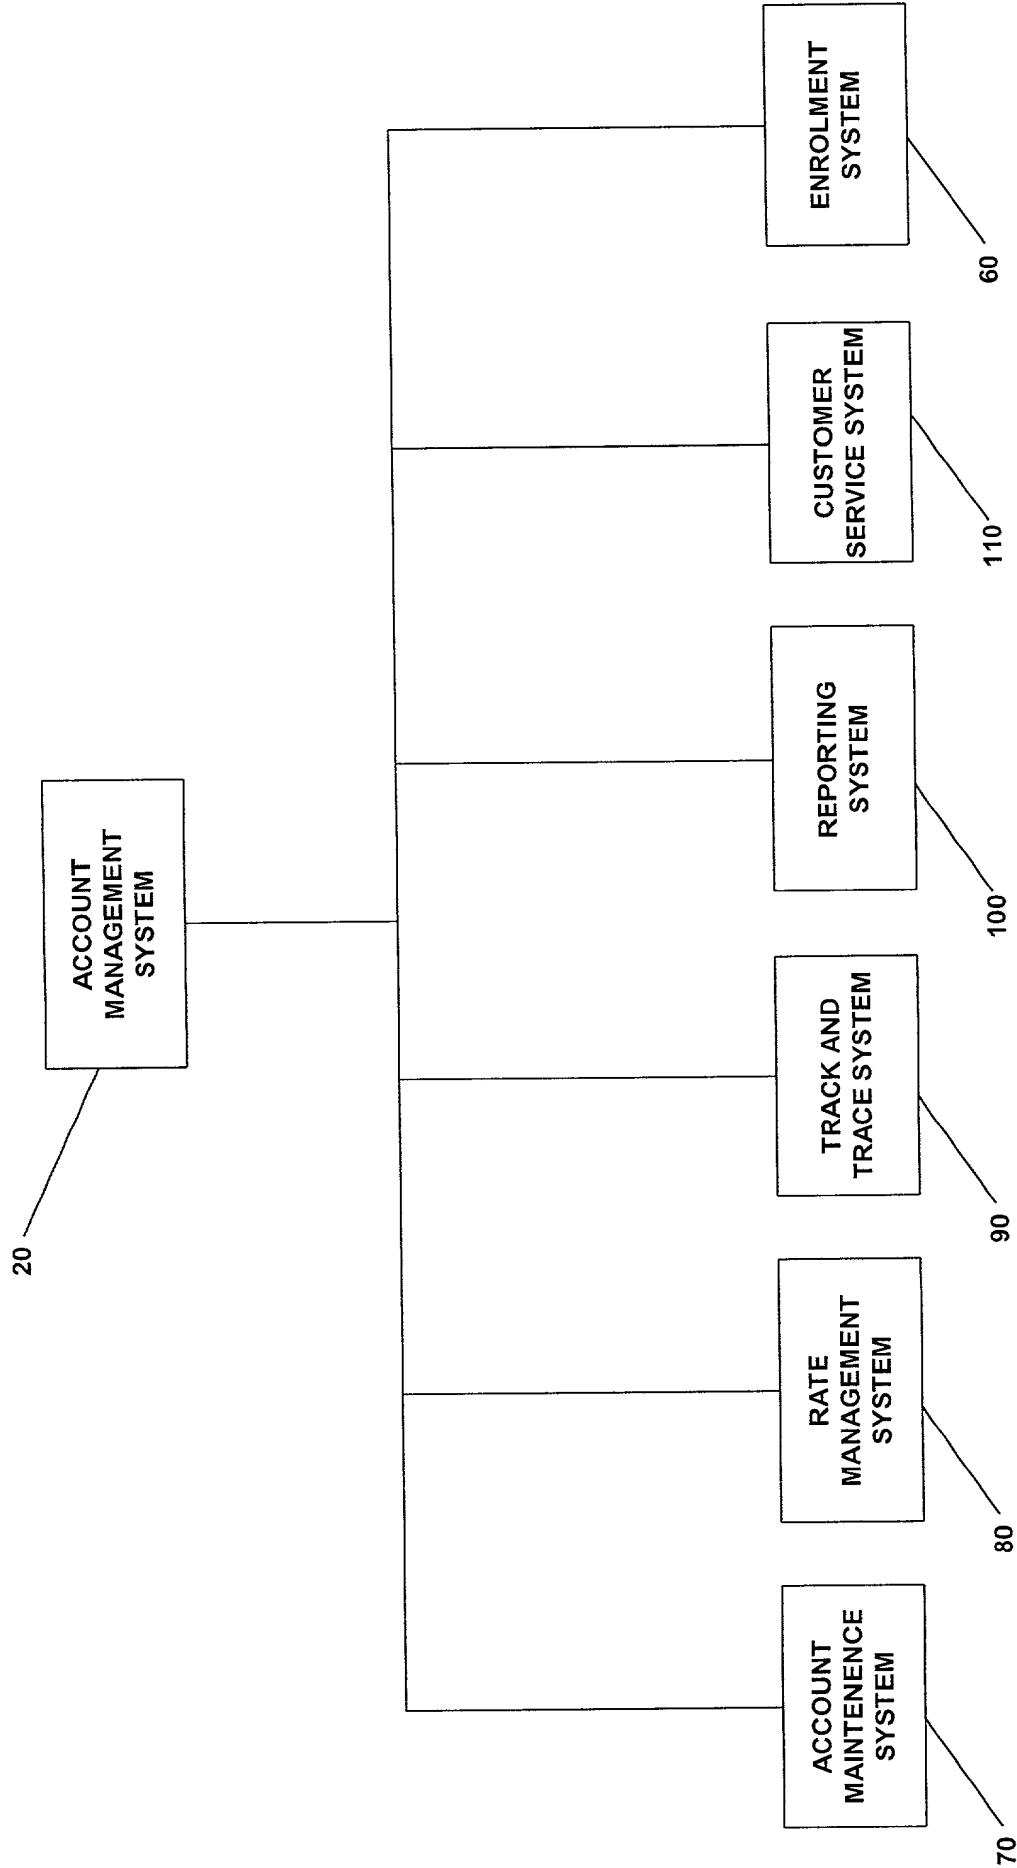 20
ACCOUNT
MANAGEMENT
SYSTEM
ACCOUNT
MAINTENENCE
SYSTEM
70
RATE
MANAGEMENT
SYSTEM
80
TRACK AND
TRACE SYSTEM
90
REPORTING
SYSTEM
100
CUSTOMER
SERVICE SYSTEM
110
ENROLMENT
SYSTEM
60